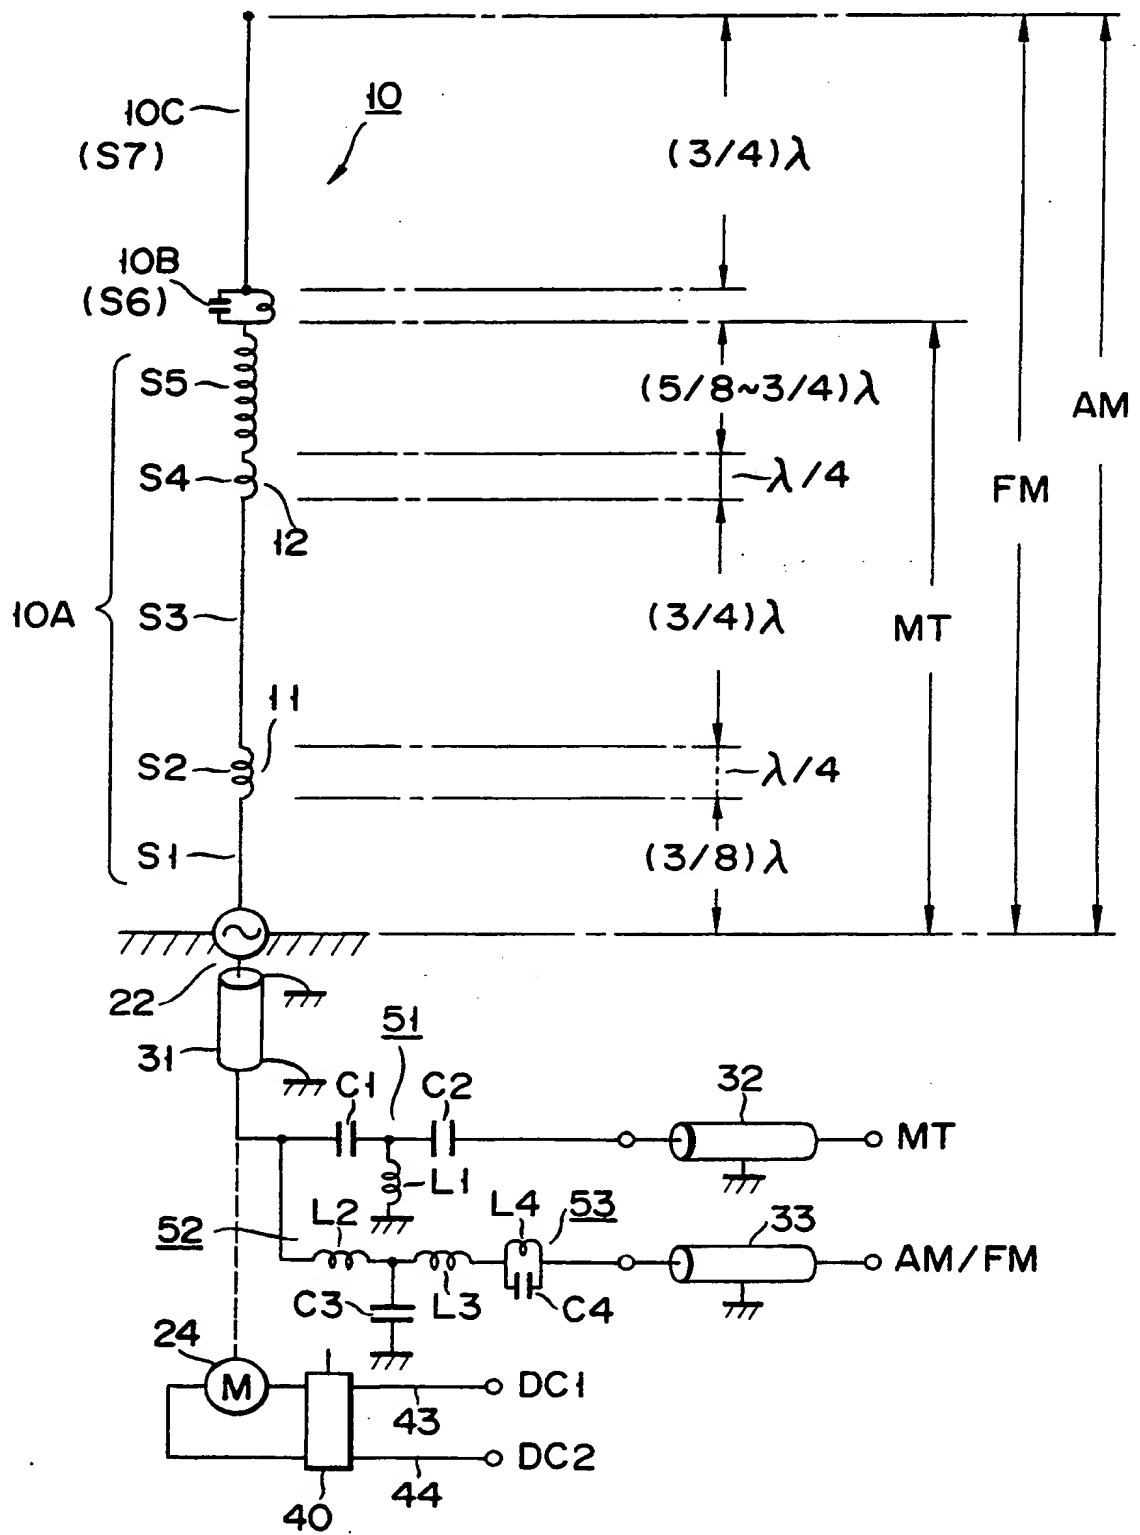 10C
(S7)
10
(3/4)λ
10B
(S6)
S5
(5/8~3/4)λ
AM
S4
λ/4
FM
12
10A
S3
(3/4)λ
MT
11
S2
λ/4
S1
(3/8)λ
22
31
51
C1
C2
32
MT
L1
52
L2
L4
53
33
AM/FM
C3
L3
C4
24
M
DC1
43
DC2
44
40